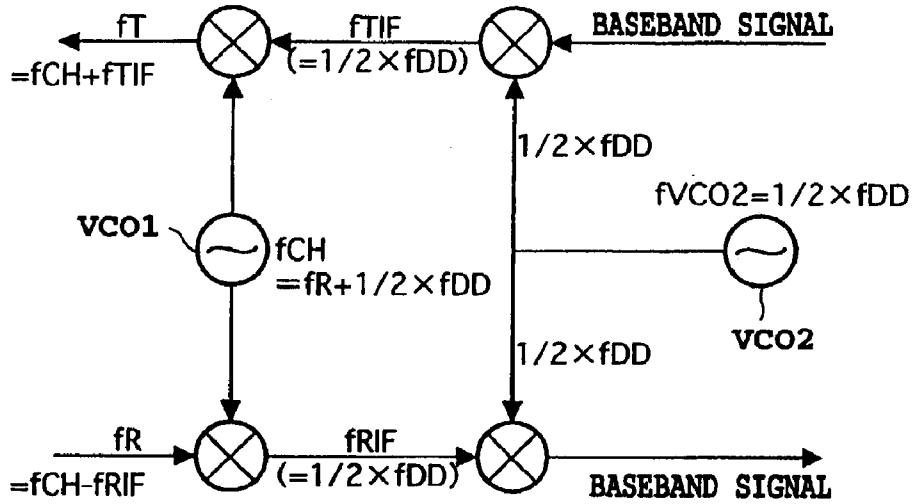 fT
fTIF
BASEBAND SIGNAL
=fCH+fTIF
(=1/2×fDD)
1/2×fDD
fVCO2=1/2×fDD
VCO1
fCH
=fR+1/2×fDD
VCO2
1/2×fDD
fR
fRIF
=fCH-fRIF
(=1/2×fDD)
BASEBAND SIGNAL